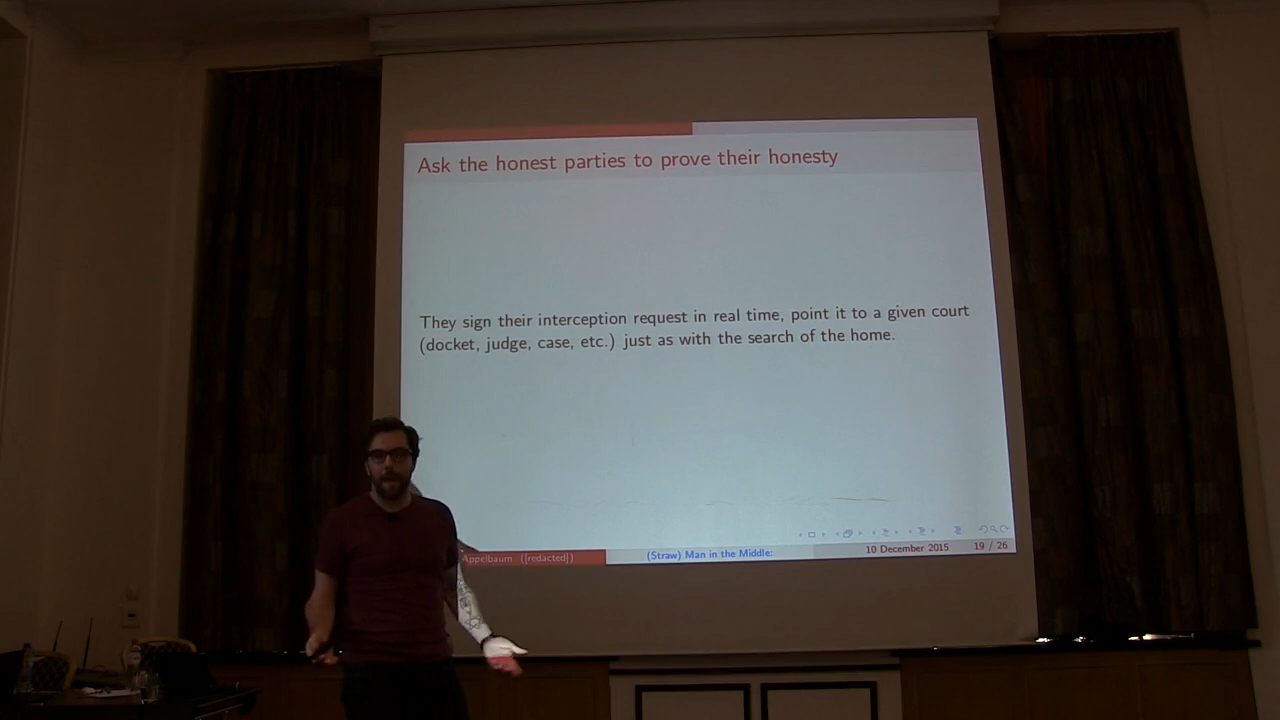 Ask the honest parties to prove their honesty
They sign their interception request in real time, point it to a given court
(docket, judge, case, etc.) just as with the search of the home.
Appelbaum ([redacted])
(Straw) Man in the Middle:
10 December 2015
19 / 26